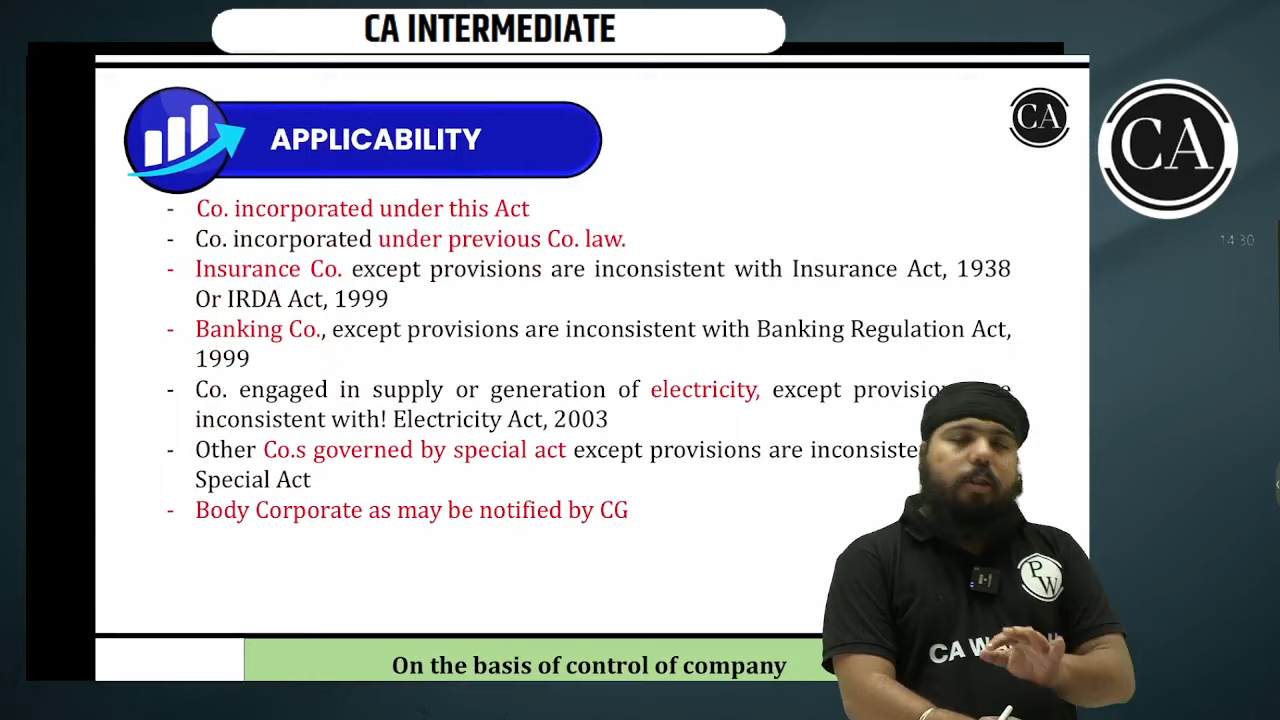 CA INTERMEDIATE
APPLICABILITY
CA
CA
- Co. incorporated under this Act
- Co. incorporated under previous Co. law.
- Insurance Co. except provisions are inconsistent with Insurance Act, 1938
Or IRDA Act, 1999
- Banking Co., except provisions are inconsistent with Banking Regulation Act,
1999
- Co. engaged in supply or generation of electricity, except
inconsistent with! Electricity Act, 2003
- Other Co.s governed by special act except provisions are
Special Act
- Body Corporate as may be notified by CG
On the basis of control of company
14 30
PW
CA